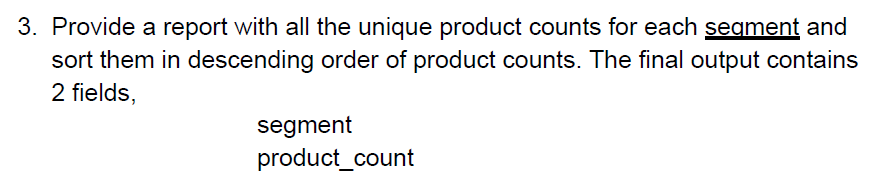 3. Provide a report with all the unique product counts for each segment and
sort them in descending order of product counts. The final output contains
2 fields,
segment
product_count